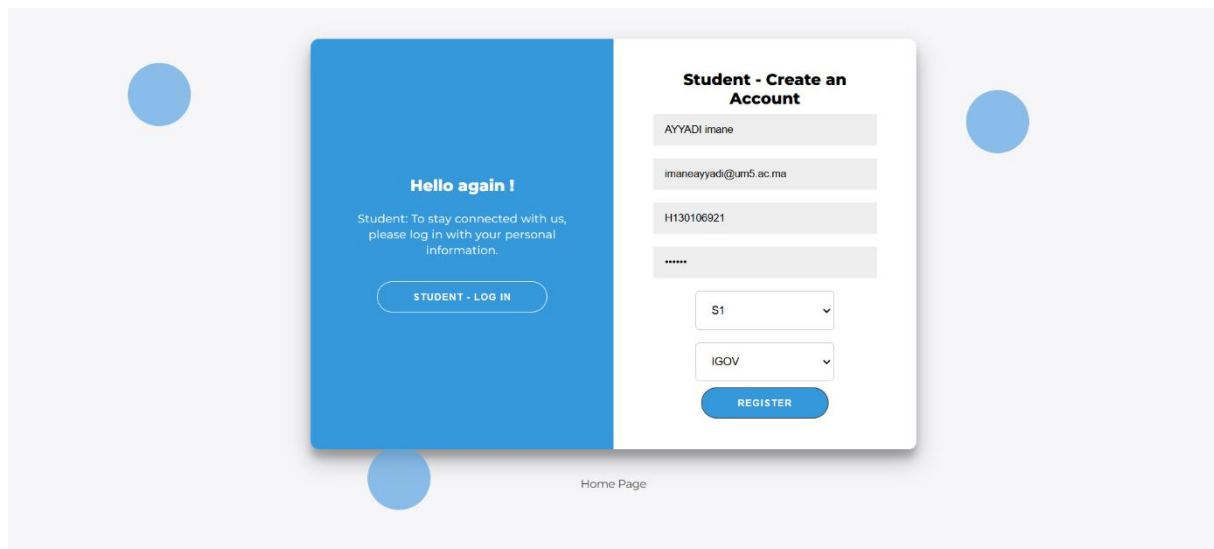 Hello again !
Student: To stay connected with us,
please log in with your personal
information.
STUDENT - LOG IN
Student - Create an
Account
AYYADI imane
imaneayyadi@um5.ac.ma
H130106921
••••••
S1
IGOV
REGISTER
Home Page